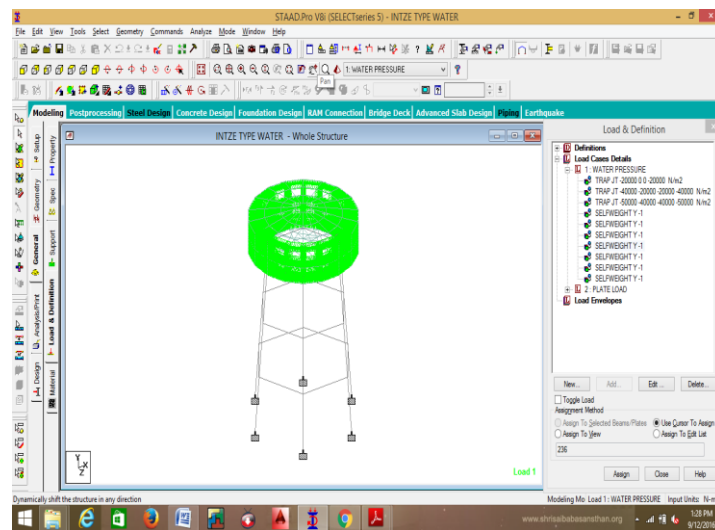 STAAD.Pro V8i (SELECTseries 5) - INTZE TYPE WATER
File Edit View Tools Select Geometry Commands Analyze Mode Window Help
1: WATER PRESSURE
Pan
Modeling Postprocessing Steel Design Concrete Design Foundation Design RAM Connection Bridge Deck Advanced Slab Design Piping Earthquake
Setup
Geometry
General
Analysis/Print
Design
Property
Spec
Support
Load & Definition
Material
INTZE TYPE WATER - Whole Structure
Y
X
Z
Load 1
Load & Definition
Definitions
Load Cases Details
1 : WATER PRESSURE
TRAP JT -20000 0 0 -20000 N/m2
TRAP JT -40000 -20000 -20000 -40000 N/m2
TRAP JT -50000 -40000 -40000 -50000 N/m2
SELFWEIGHT Y -1
SELFWEIGHT Y -1
SELFWEIGHT Y -1
SELFWEIGHT Y -1
SELFWEIGHT Y -1
SELFWEIGHT Y -1
SELFWEIGHT Y -1
2 : PLATE LOAD
Load Envelopes
New... Add... Edit ... Delete...
Toggle Load
Assignment Method
Assign To Selected Beams/Plates Use Cursor To Assign
Assign To View Assign To Edit List
236
Assign Close Help
Dynamically shift the structure in any direction
Modeling Mo Load 1 : WATER PRESSURE Input Units: N-m
www.shrisaibabasansthan.org
1:28 PM